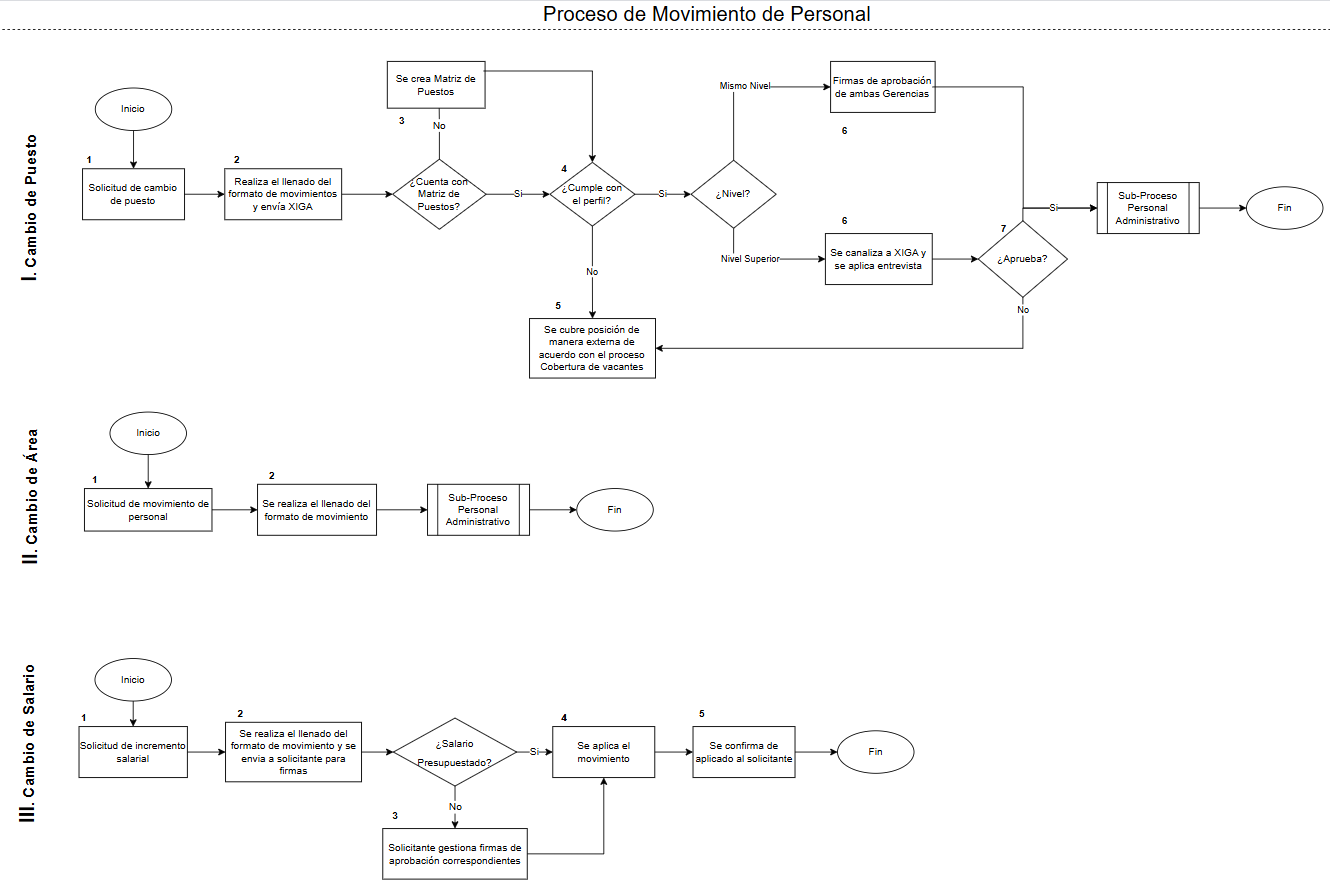 Proceso de Movimiento de Personal
I. Cambio de Puesto
Inicio
1
Solicitud de cambio
de puesto
2
Realiza el llenado del
formato de movimientos
y envía XIGA
¿Cuenta con
Matriz de
Puestos?
No
3
Se crea Matriz de
Puestos
Si
4
¿Cumple con
el perfil?
No
5
Se cubre posición de
manera externa de
acuerdo con el proceso
Cobertura de vacantes
Si
¿Nivel?
Mismo Nivel
Firmas de aprobación
de ambas Gerencias
6
Nivel Superior
6
Se canaliza a XIGA y
se aplica entrevista
7
¿Aprueba?
No
Si
Sub-Proceso
Personal
Administrativo
Fin
II. Cambio de Área
Inicio
1
Solicitud de movimiento de
personal
2
Se realiza el llenado del
formato de movimiento
Sub-Proceso
Personal
Administrativo
Fin
III. Cambio de Salario
Inicio
1
Solicitud de incremento
salarial
2
Se realiza el llenado del
formato de movimiento y se
envia a solicitante para
firmas
¿Salario
Presupuestado?
No
3
Solicitante gestiona firmas de
aprobación correspondientes
Si
4
Se aplica el
movimiento
5
Se confirma de
aplicado al solicitante
Fin